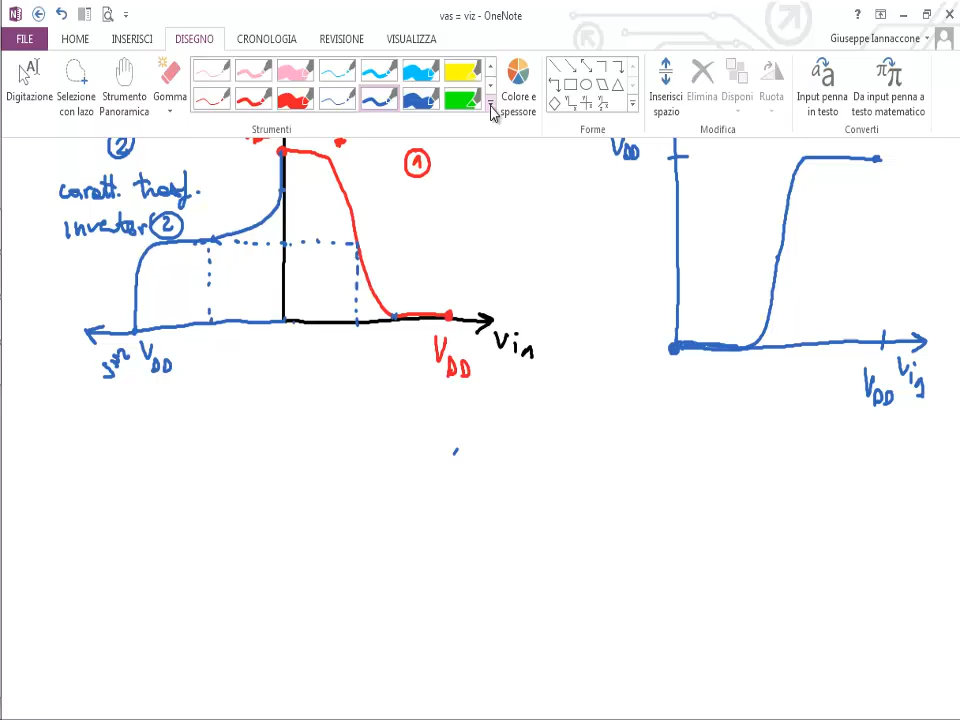 vas = viz - OneNote
?
FILE HOME INSERISCI DISEGNO CRONOLOGIA REVISIONE VISUALIZZA Giuseppe Iannaccone
Digitazione
Selezione con lazo
Strumento Panoramica
Gomma
Colore e spessore
Inserisci spazio
Elimina
Disponi
Ruota
Input penna in testo
Da input penna a testo matematico
Strumenti Forme Modifica Converti
2
caratt. trasf.
inverter 2
1
VDD
VDD
Vin
VDD
VDD
Vin